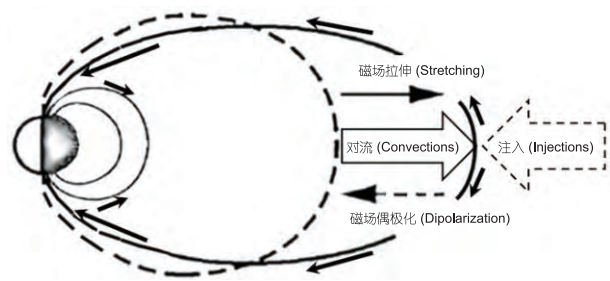 磁场拉伸 (Stretching)
对流 (Convections)
注入 (Injections)
磁场偶极化 (Dipolarization)